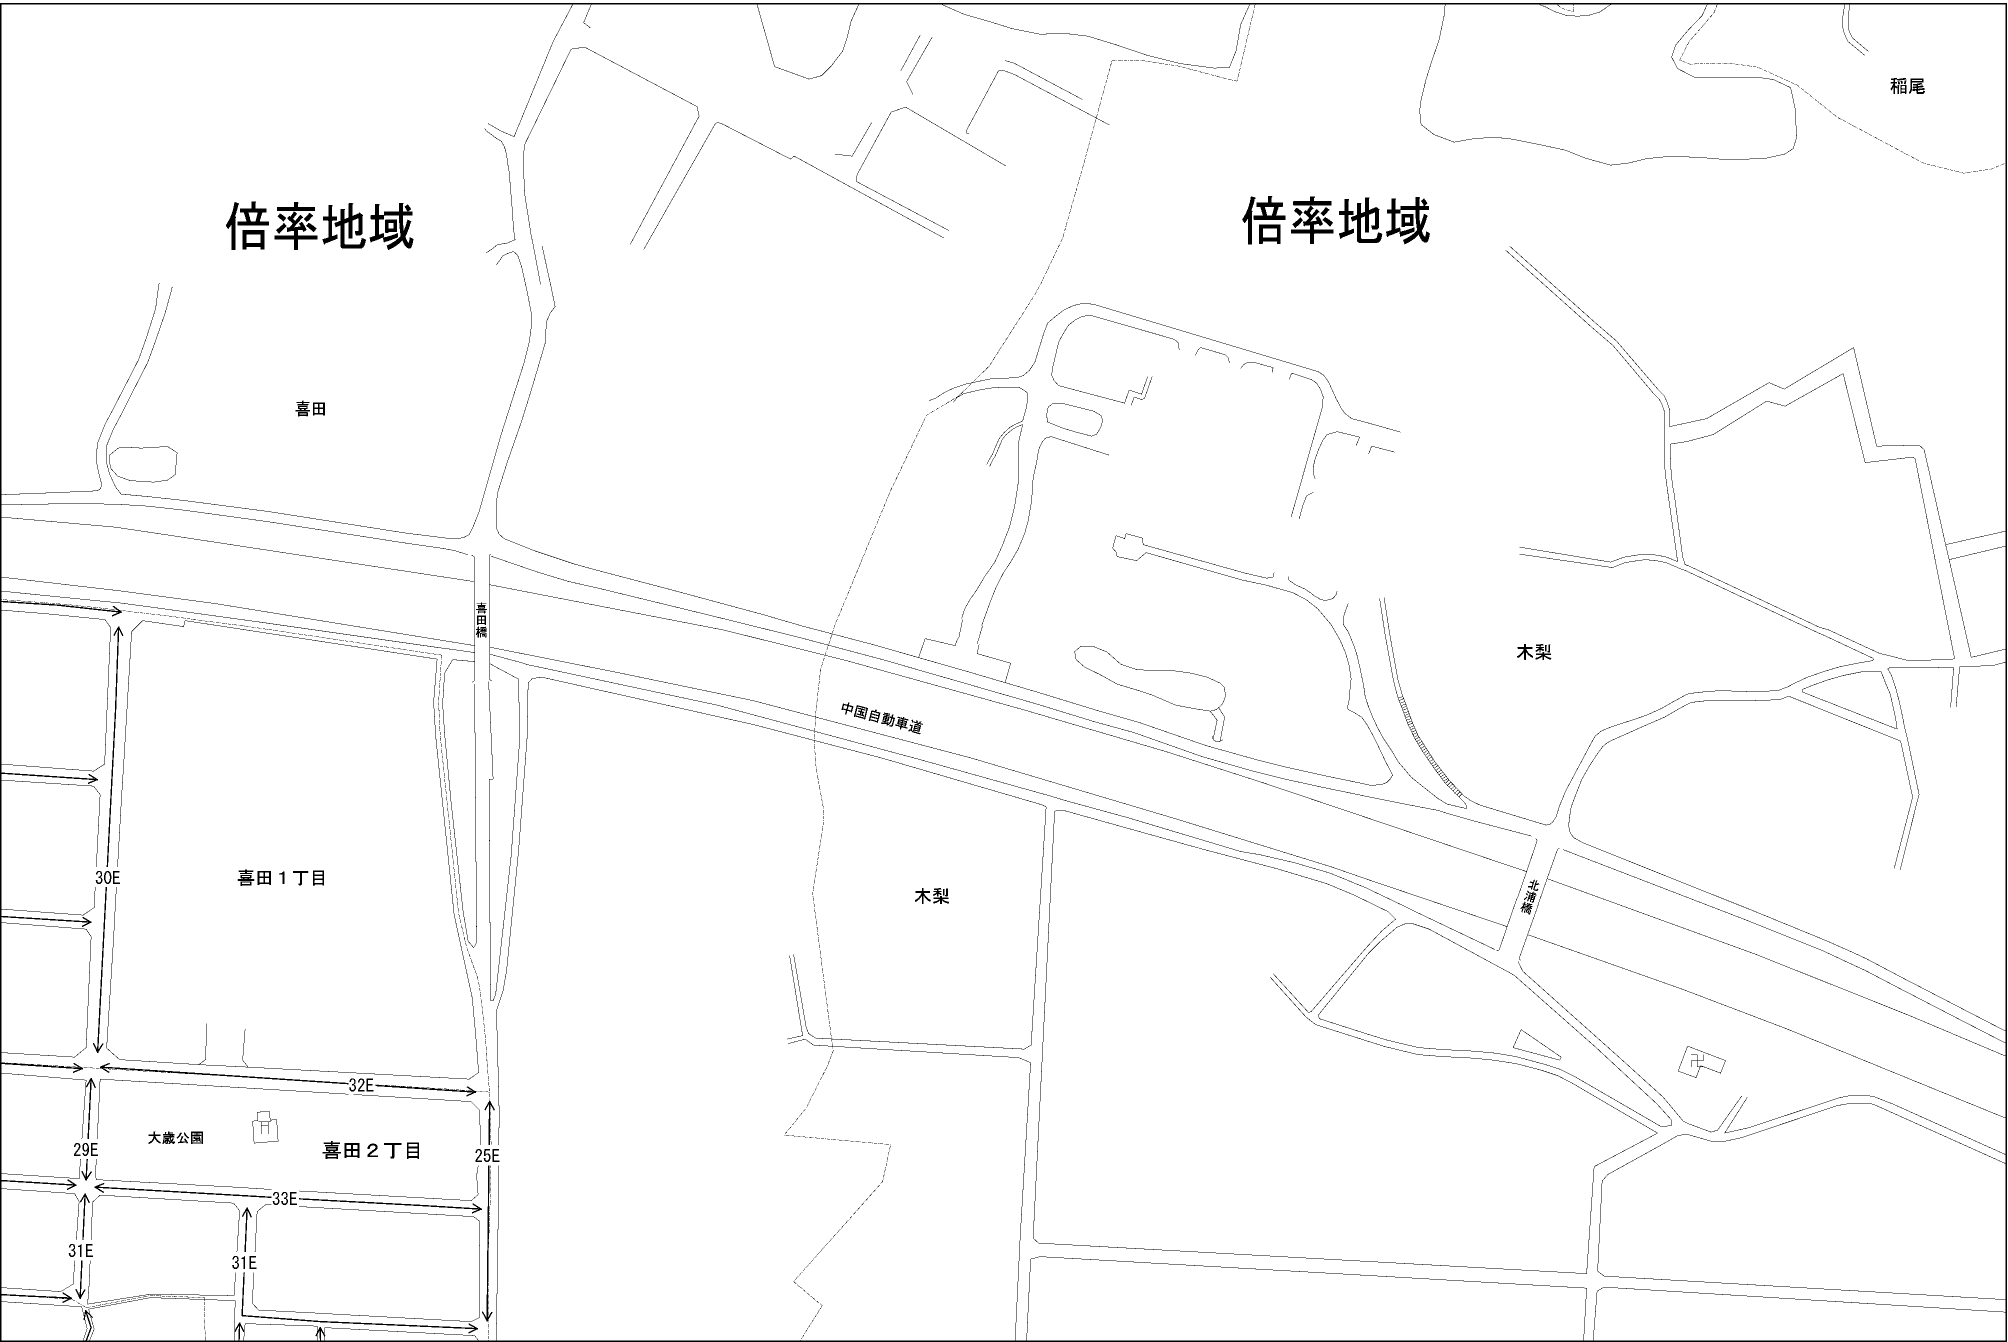 稲尾
倍率地域
倍率地域
喜田
喜田橋
木梨
中国自動車道
30E
喜田１丁目
木梨
北浦橋
32E
大歳公園
29E
喜田２丁目
25E
33E
31E
31E